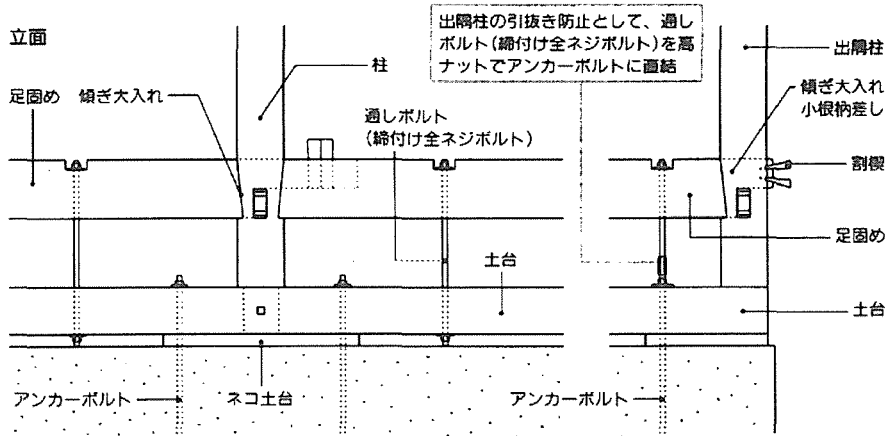 立面
出隅柱の引抜き防止として、通し
ボルト(締付け全ネジボルト)を高
ナットでアンカーボルトに直結
出隅柱
柱
足固め
傾ぎ大入れ
通しボルト
(締付け全ネジボルト)
傾ぎ大入れ
小根枘差し
割楔
足固め
土台
土台
アンカーボルト
ネコ土台
アンカーボルト